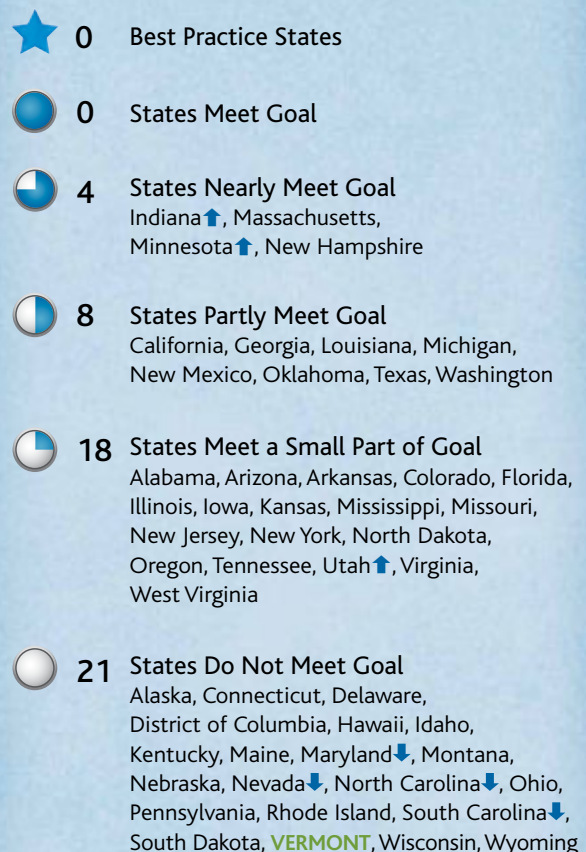 0 Best Practice States
0 States Meet Goal
4 States Nearly Meet Goal
Indiana⬆, Massachusetts,
Minnesota⬆, New Hampshire
8 States Partly Meet Goal
California, Georgia, Louisiana, Michigan,
New Mexico, Oklahoma, Texas, Washington
18 States Meet a Small Part of Goal
Alabama, Arizona, Arkansas, Colorado, Florida,
Illinois, Iowa, Kansas, Mississippi, Missouri,
New Jersey, New York, North Dakota,
Oregon, Tennessee, Utah⬆, Virginia,
West Virginia
21 States Do Not Meet Goal
Alaska, Connecticut, Delaware,
District of Columbia, Hawaii, Idaho,
Kentucky, Maine, Maryland⬇, Montana,
Nebraska, Nevada⬇, North Carolina⬇, Ohio,
Pennsylvania, Rhode Island, South Carolina⬇,
South Dakota, VERMONT, Wisconsin, Wyoming